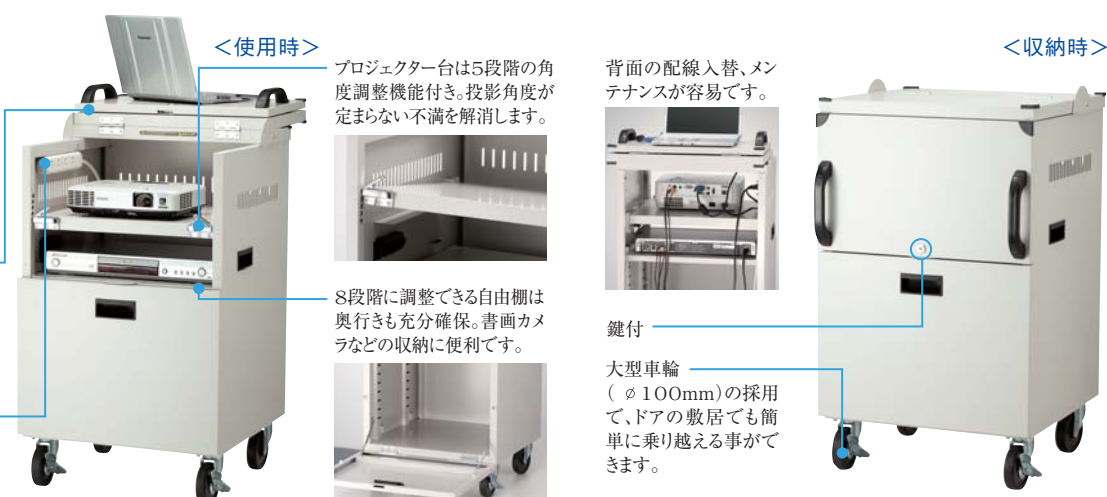 <使用時>
プロジェクター台は5段階の角
度調整機能付き。投影角度が
定まらない不満を解消します。
8段階に調整できる自由棚は
奥行きも充分確保。書画カメ
ラなどの収納に便利です。
背面の配線入替、メン
テナンスが容易です。
<収納時>
鍵付
大型車輪
(φ100mm)の採用
で、ドアの敷居でも簡
単に乗り越える事がで
きます。